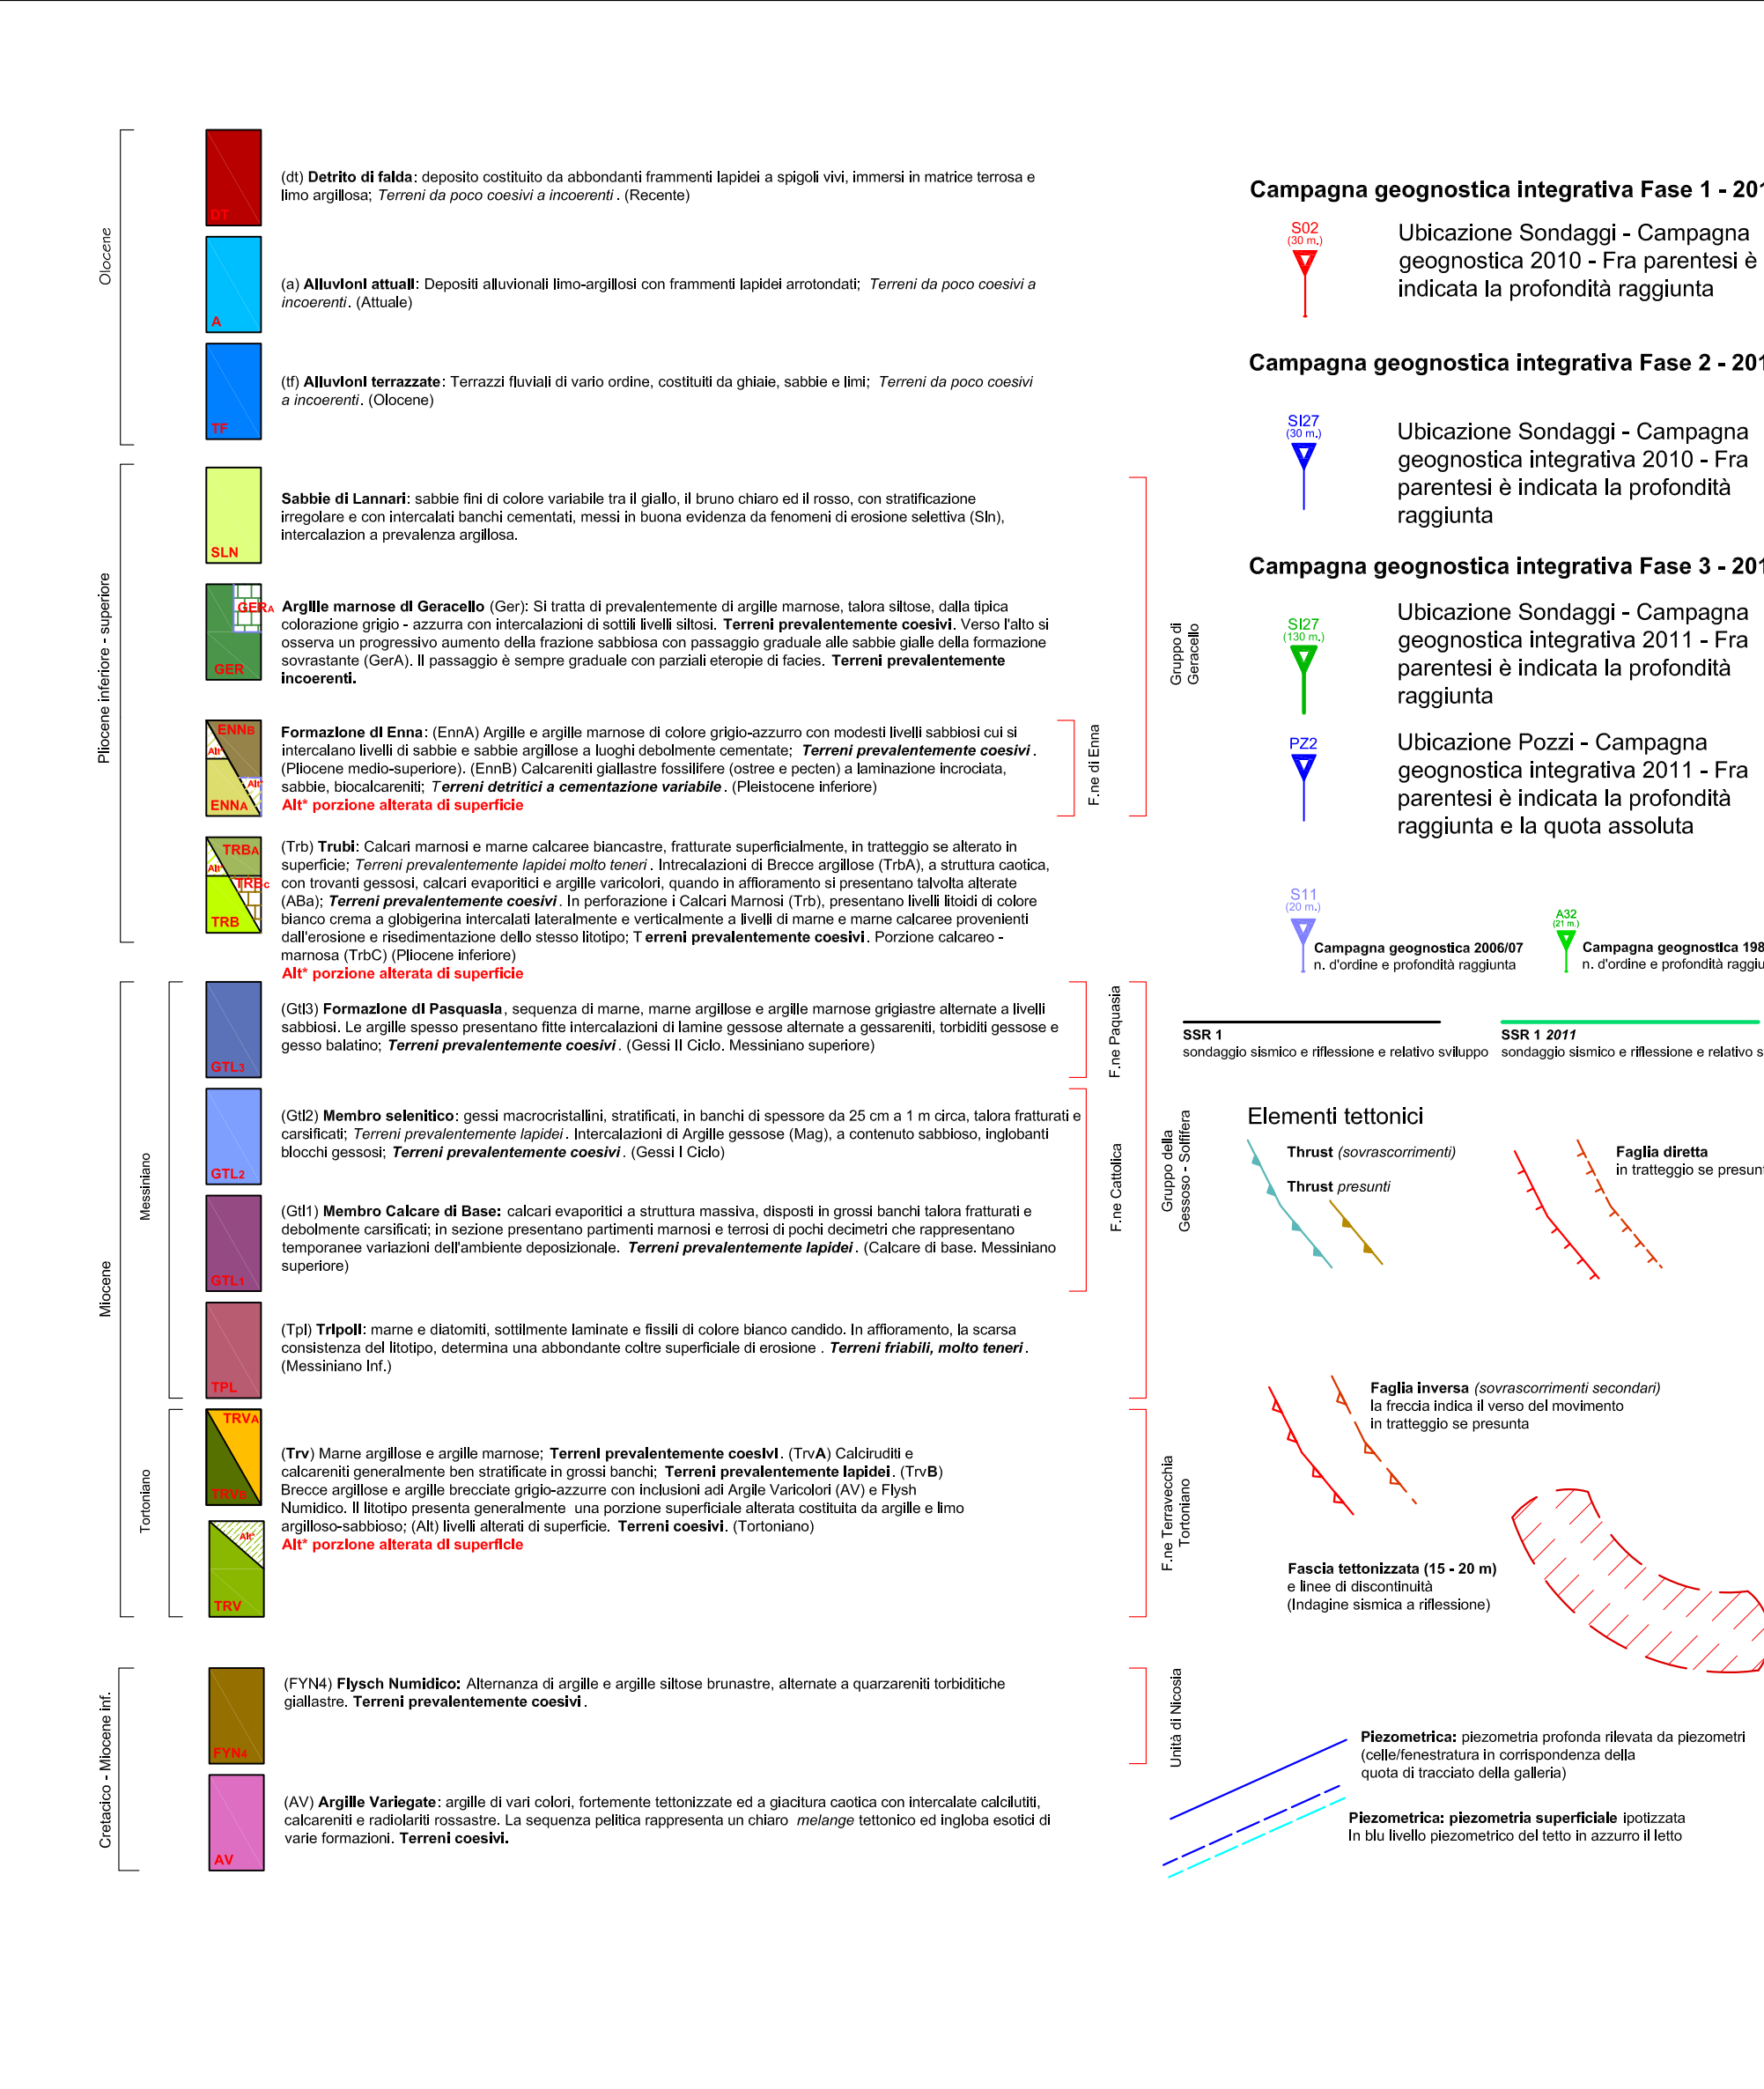 Olocene
DT
(dt) Detrito di falda: deposito costituito da abbondanti frammenti lapidei a spigoli vivi, immersi in matrice terrosa e
limo argillosa; Terreni da poco coesivi a incoerenti. (Recente)
A
(a) Alluvioni attuali: Depositi alluvionali limo-argillosi con frammenti lapidei arrotondati; Terreni da poco coesivi a
incoerenti. (Attuale)
TF
(tf) Alluvioni terrazzate: Terrazzi fluviali di vario ordine, costituiti da ghiaie, sabbie e limi; Terreni da poco coesivi
a incoerenti. (Olocene)
Pliocene inferiore - superiore
SLN
Sabbie di Lannari: sabbie fini di colore variabile tra il giallo, il bruno chiaro ed il rosso, con stratificazione
irregolare e con intercalati banchi cementati, messi in buona evidenza da fenomeni di erosione selettiva (Sln),
intercalazion a prevalenza argillosa.
GERA
GER
Argille marnose di Geracello (Ger): Si tratta di prevalentemente di argille marnose, talora siltose, dalla tipica
colorazione grigio - azzurra con intercalazioni di sottili livelli siltosi. Terreni prevalentemente coesivi. Verso l'alto si
osserva un progressivo aumento della frazione sabbiosa con passaggio graduale alle sabbie gialle della formazione
sovrastante (GerA). Il passaggio è sempre graduale con parziali eteropie di facies. Terreni prevalentemente
incoerenti.
ENNB
Alt*
Alt*
ENNA
Formazione di Enna: (EnnA) Argille e argille marnose di colore grigio-azzurro con modesti livelli sabbiosi cui si
intercalano livelli di sabbie e sabbie argillose a luoghi debolmente cementate; Terreni prevalentemente coesivi.
(Pliocene medio-superiore). (EnnB) Calcareniti giallastre fossilifere (ostree e pecten) a laminazione incrociata,
sabbie, biocalcareniti; Terreni detritici a cementazione variabile. (Pleistocene inferiore)
Alt* porzione alterata di superficie
F.ne di Enna
Gruppo di
Geracello
TRBA
Alt*
TRBC
TRB
(Trb) Trubi: Calcari marnosi e marne calcaree biancastre, fratturate superficialmente, in tratteggio se alterato in
superficie; Terreni prevalentemente lapidei molto teneri. Intrecalazioni di Brecce argillose (TrbA), a struttura caotica,
con trovanti gessosi, calcari evaporitici e argille varicolori, quando in affioramento si presentano talvolta alterate
(ABa); Terreni prevalentemente coesivi. In perforazione i Calcari Marnosi (Trb), presentano livelli litoidi di colore
bianco crema a globigerina intercalati lateralmente e verticalmente a livelli di marne e marne calcaree provenienti
dall'erosione e risedimentazione dello stesso litotipo; T erreni prevalentemente coesivi. Porzione calcareo -
marnosa (TrbC) (Pliocene inferiore)
Alt* porzione alterata di superficie
Miocene
Messiniano
GTL3
(Gtl3) Formazione di Pasquasia, sequenza di marne, marne argillose e argille marnose grigiastre alternate a livelli
sabbiosi. Le argille spesso presentano fitte intercalazioni di lamine gessose alternate a gessareniti, torbiditi gessose e
gesso balatino; Terreni prevalentemente coesivi. (Gessi II Ciclo. Messiniano superiore)
F.ne Paquasia
GTL2
(Gtl2) Membro selenitico: gessi macrocristallini, stratificati, in banchi di spessore da 25 cm a 1 m circa, talora fratturati e
carsificati; Terreni prevalentemente lapidei. Intercalazioni di Argille gessose (Mag), a contenuto sabbioso, inglobanti
blocchi gessosi; Terreni prevalentemente coesivi. (Gessi I Ciclo)
GTL1
(Gtl1) Membro Calcare di Base: calcari evaporitici a struttura massiva, disposti in grossi banchi talora fratturati e
debolmente carsificati; in sezione presentano partimenti marnosi e terrosi di pochi decimetri che rappresentano
temporanee variazioni dell'ambiente deposizionale. Terreni prevalentemente lapidei. (Calcare di base. Messiniano
superiore)
F.ne Cattolica
Gruppo della
Gessoso - Solfifera
TPL
(Tpl) Tripoli: marne e diatomiti, sottilmente laminate e fissili di colore bianco candido. In affioramento, la scarsa
consistenza del litotipo, determina una abbondante coltre superficiale di erosione . Terreni friabili, molto teneri.
(Messiniano Inf.)
Tortoniano
TRVA
TRVB
Alt*
TRV
(Trv) Marne argillose e argille marnose; Terreni prevalentemente coesivi. (TrvA) Calciruditi e
calcareniti generalmente ben stratificate in grossi banchi; Terreni prevalentemente lapidei. (TrvB)
Brecce argillose e argille brecciate grigio-azzurre con inclusioni adi Argile Varicolori (AV) e Flysh
Numidico. Il litotipo presenta generalmente una porzione superficiale alterata costituita da argille e limo
argilloso-sabbioso; (Alt) livelli alterati di superficie. Terreni coesivi. (Tortoniano)
Alt* porzione alterata di superficie
F.ne Terravecchia
Tortoniano
Cretacico - Miocene inf.
FYN4
(FYN4) Flysch Numidico: Alternanza di argille e argille siltose brunastre, alternate a quarzareniti torbiditiche
giallastre. Terreni prevalentemente coesivi.
Unità di Nicosia
AV
(AV) Argille Variegate: argille di vari colori, fortemente tettonizzate ed a giacitura caotica con intercalate calcilutiti,
calcareniti e radiolariti rossastre. La sequenza pelitica rappresenta un chiaro melange tettonico ed ingloba esotici di
varie formazioni. Terreni coesivi.
Campagna geognostica integrativa Fase 1 - 201
S02
(30 m.)
Ubicazione Sondaggi - Campagna
geognostica 2010 - Fra parentesi è
indicata la profondità raggiunta
Campagna geognostica integrativa Fase 2 - 201
SI27
(30 m.)
Ubicazione Sondaggi - Campagna
geognostica integrativa 2010 - Fra
parentesi è indicata la profondità
raggiunta
Campagna geognostica integrativa Fase 3 - 201
SI27
(130 m.)
Ubicazione Sondaggi - Campagna
geognostica integrativa 2011 - Fra
parentesi è indicata la profondità
raggiunta
PZ2
Ubicazione Pozzi - Campagna
geognostica integrativa 2011 - Fra
parentesi è indicata la profondità
raggiunta e la quota assoluta
S11
(20 m.)
Campagna geognostica 2006/07
n. d'ordine e profondità raggiunta
A32
(21 m.)
Campagna geognostica 198
n. d'ordine e profondità raggiu
SSR 1
sondaggio sismico e riflessione e relativo sviluppo
SSR 1 2011
sondaggio sismico e riflessione e relativo s
Elementi tettonici
Thrust (sovrascorrimenti)
Thrust presunti
Faglia diretta
in tratteggio se presun
Faglia inversa (sovrascorrimenti secondari)
la freccia indica il verso del movimento
in tratteggio se presunta
Fascia tettonizzata (15 - 20 m)
e linee di discontinuità
(Indagine sismica a riflessione)
Piezometrica: piezometria profonda rilevata da piezometri
(celle/fenestratura in corrispondenza della
quota di tracciato della galleria)
Piezometrica: piezometria superficiale ipotizzata
In blu livello piezometrico del tetto in azzurro il letto